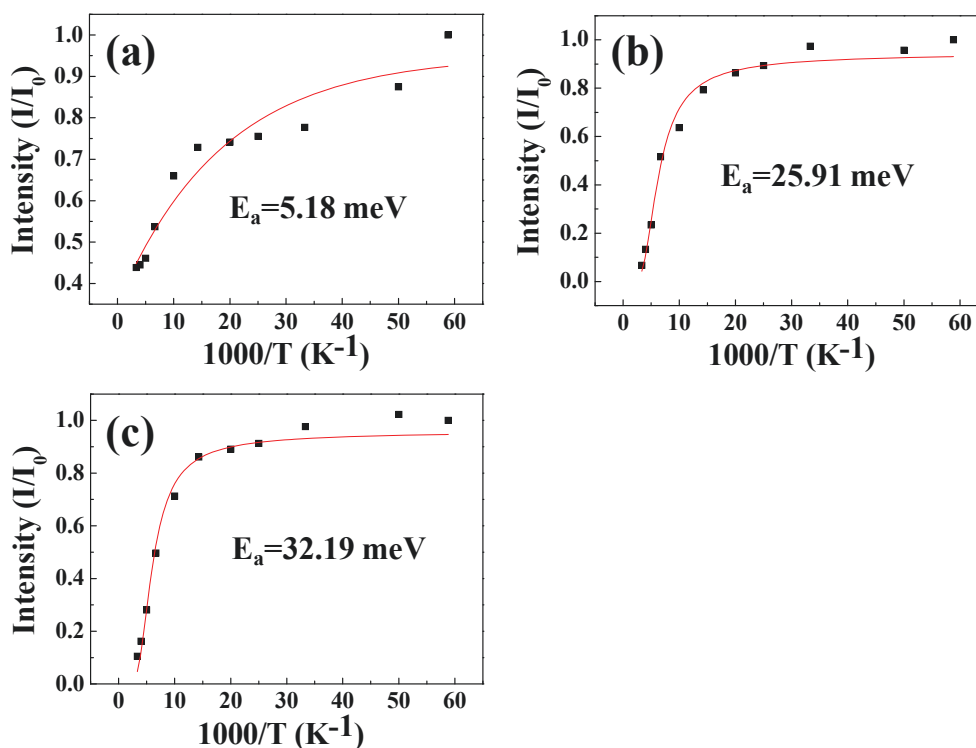 (a)
Intensity (I/I₀)
1.0
0.9
0.8
0.7
0.6
0.5
0.4
Eₐ=5.18 meV
0 10 20 30 40 50 60
1000/T (K⁻¹)
(b)
Intensity (I/I₀)
1.0
0.8
0.6
0.4
0.2
0.0
Eₐ=25.91 meV
0 10 20 30 40 50 60
1000/T (K⁻¹)
(c)
Intensity (I/I₀)
1.0
0.8
0.6
0.4
0.2
0.0
Eₐ=32.19 meV
0 10 20 30 40 50 60
1000/T (K⁻¹)